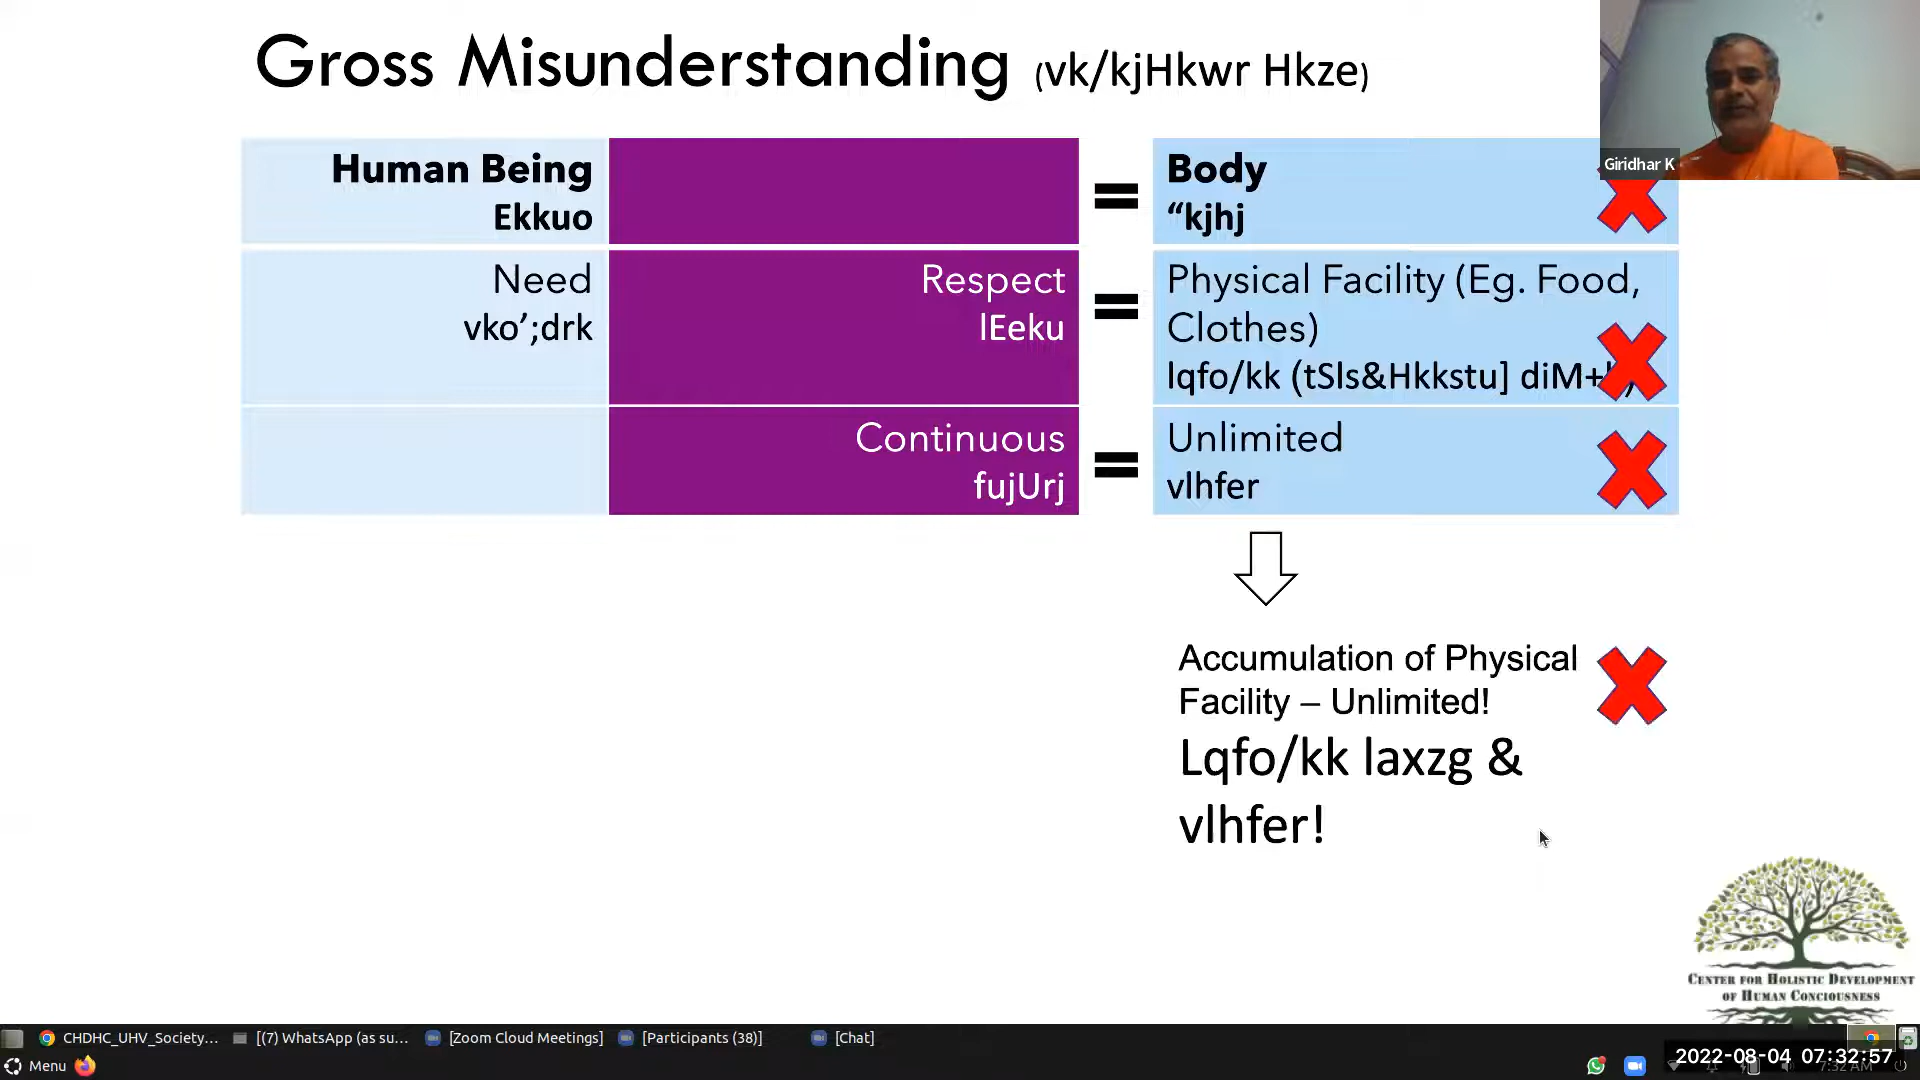 Gross Misunderstanding (vk/kjHkwr Hkze)
Giridhar K
Human Being
Ekkuo
=
Body
“kjhj
Need
vko’;drk
Respect
lEeku
=
Physical Facility (Eg. Food,
Clothes)
lqfo/kk (tSls&Hkkstu] diM+
Continuous
fujUrj
=
Unlimited
vlhfer
Accumulation of Physical
Facility – Unlimited!
Lqfo/kk laxzg &
vlhfer!
CENTER FOR HOLISTIC DEVELOPMENT
OF HUMAN CONCIOUSNESS
CHDHC_UHV_Society...
[(7) WhatsApp (as su...
[Zoom Cloud Meetings]
[Participants (38)]
[Chat]
Menu
2022-08-04 07:32:57
7:32 AM